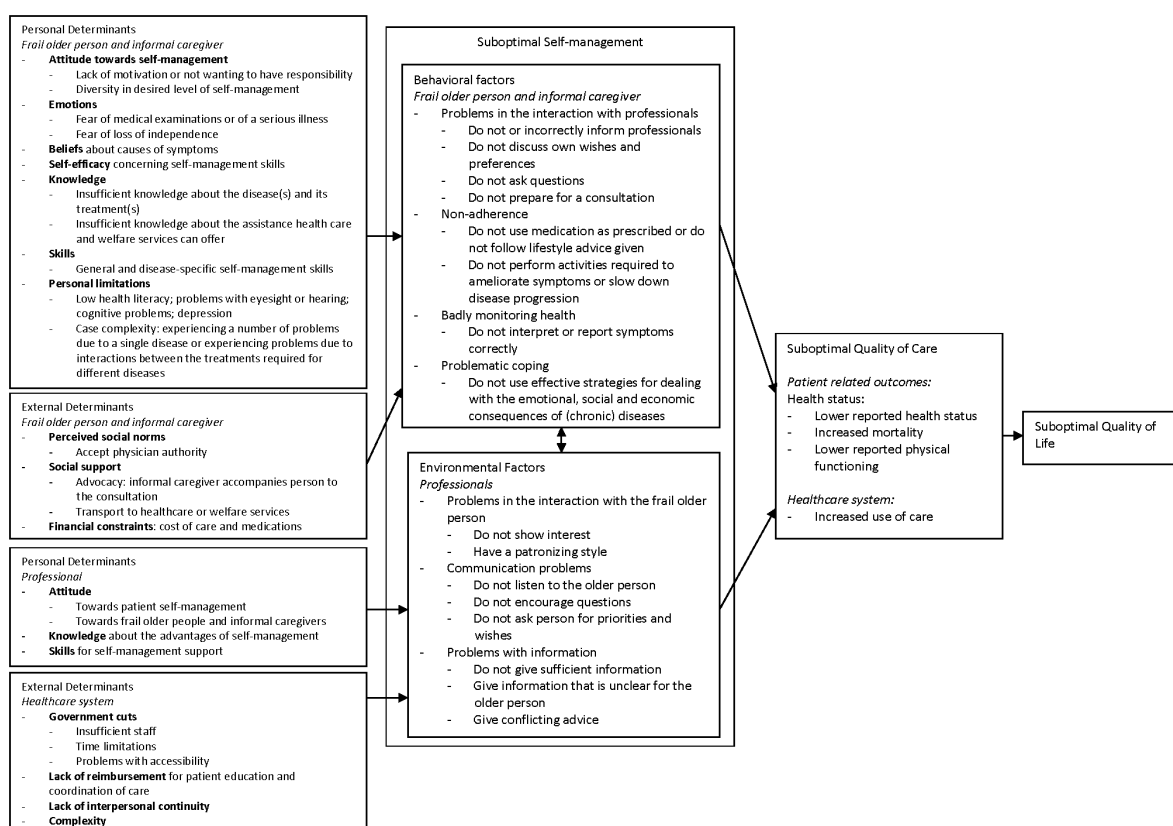 Personal Determinants
Frail older person and informal caregiver
- Attitude towards self-management
- Lack of motivation or not wanting to have responsibility
- Diversity in desired level of self-management
- Emotions
- Fear of medical examinations or of a serious illness
- Fear of loss of independence
- Beliefs about causes of symptoms
- Self-efficacy concerning self-management skills
- Knowledge
- Insufficient knowledge about the disease(s) and its
treatment(s)
- Insufficient knowledge about the assistance health care
and welfare services can offer
- Skills
- General and disease-specific self-management skills
- Personal limitations
- Low health literacy; problems with eyesight or hearing;
cognitive problems; depression
- Case complexity: experiencing a number of problems
due to a single disease or experiencing problems due to
interactions between the treatments required for
different diseases
External Determinants
Frail older person and informal caregiver
- Perceived social norms
- Accept physician authority
- Social support
- Advocacy: informal caregiver accompanies person to
the consultation
- Transport to healthcare or welfare services
- Financial constraints: cost of care and medications
Personal Determinants
Professional
- Attitude
- Towards patient self-management
- Towards frail older people and informal caregivers
- Knowledge about the advantages of self-management
- Skills for self-management support
External Determinants
Healthcare system
- Government cuts
- Insufficient staff
- Time limitations
- Problems with accessibility
- Lack of reimbursement for patient education and
coordination of care
- Lack of interpersonal continuity
- Complexity
Suboptimal Self-management
Behavioral factors
Frail older person and informal caregiver
- Problems in the interaction with professionals
- Do not or incorrectly inform professionals
- Do not discuss own wishes and
preferences
- Do not ask questions
- Do not prepare for a consultation
- Non-adherence
- Do not use medication as prescribed or do
not follow lifestyle advice given
- Do not perform activities required to
ameliorate symptoms or slow down
disease progression
- Badly monitoring health
- Do not interpret or report symptoms
correctly
- Problematic coping
- Do not use effective strategies for dealing
with the emotional, social and economic
consequences of (chronic) diseases
Environmental Factors
Professionals
- Problems in the interaction with the frail older
person
- Do not show interest
- Have a patronizing style
- Communication problems
- Do not listen to the older person
- Do not encourage questions
- Do not ask person for priorities and
wishes
- Problems with information
- Do not give sufficient information
- Give information that is unclear for the
older person
- Give conflicting advice
Suboptimal Quality of Care
Patient related outcomes:
Health status:
- Lower reported health status
- Increased mortality
- Lower reported physical
functioning
Healthcare system:
- Increased use of care
Suboptimal Quality of
Life